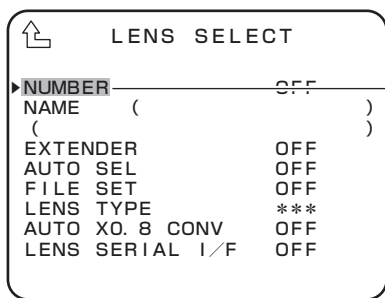 LENS SELECT
NUMBER OFF
NAME ( )
( )
EXTENDER OFF
AUTO SEL OFF
FILE SET OFF
LENS TYPE ***
AUTO X0.8 CONV OFF
LENS SERIAL I/F OFF